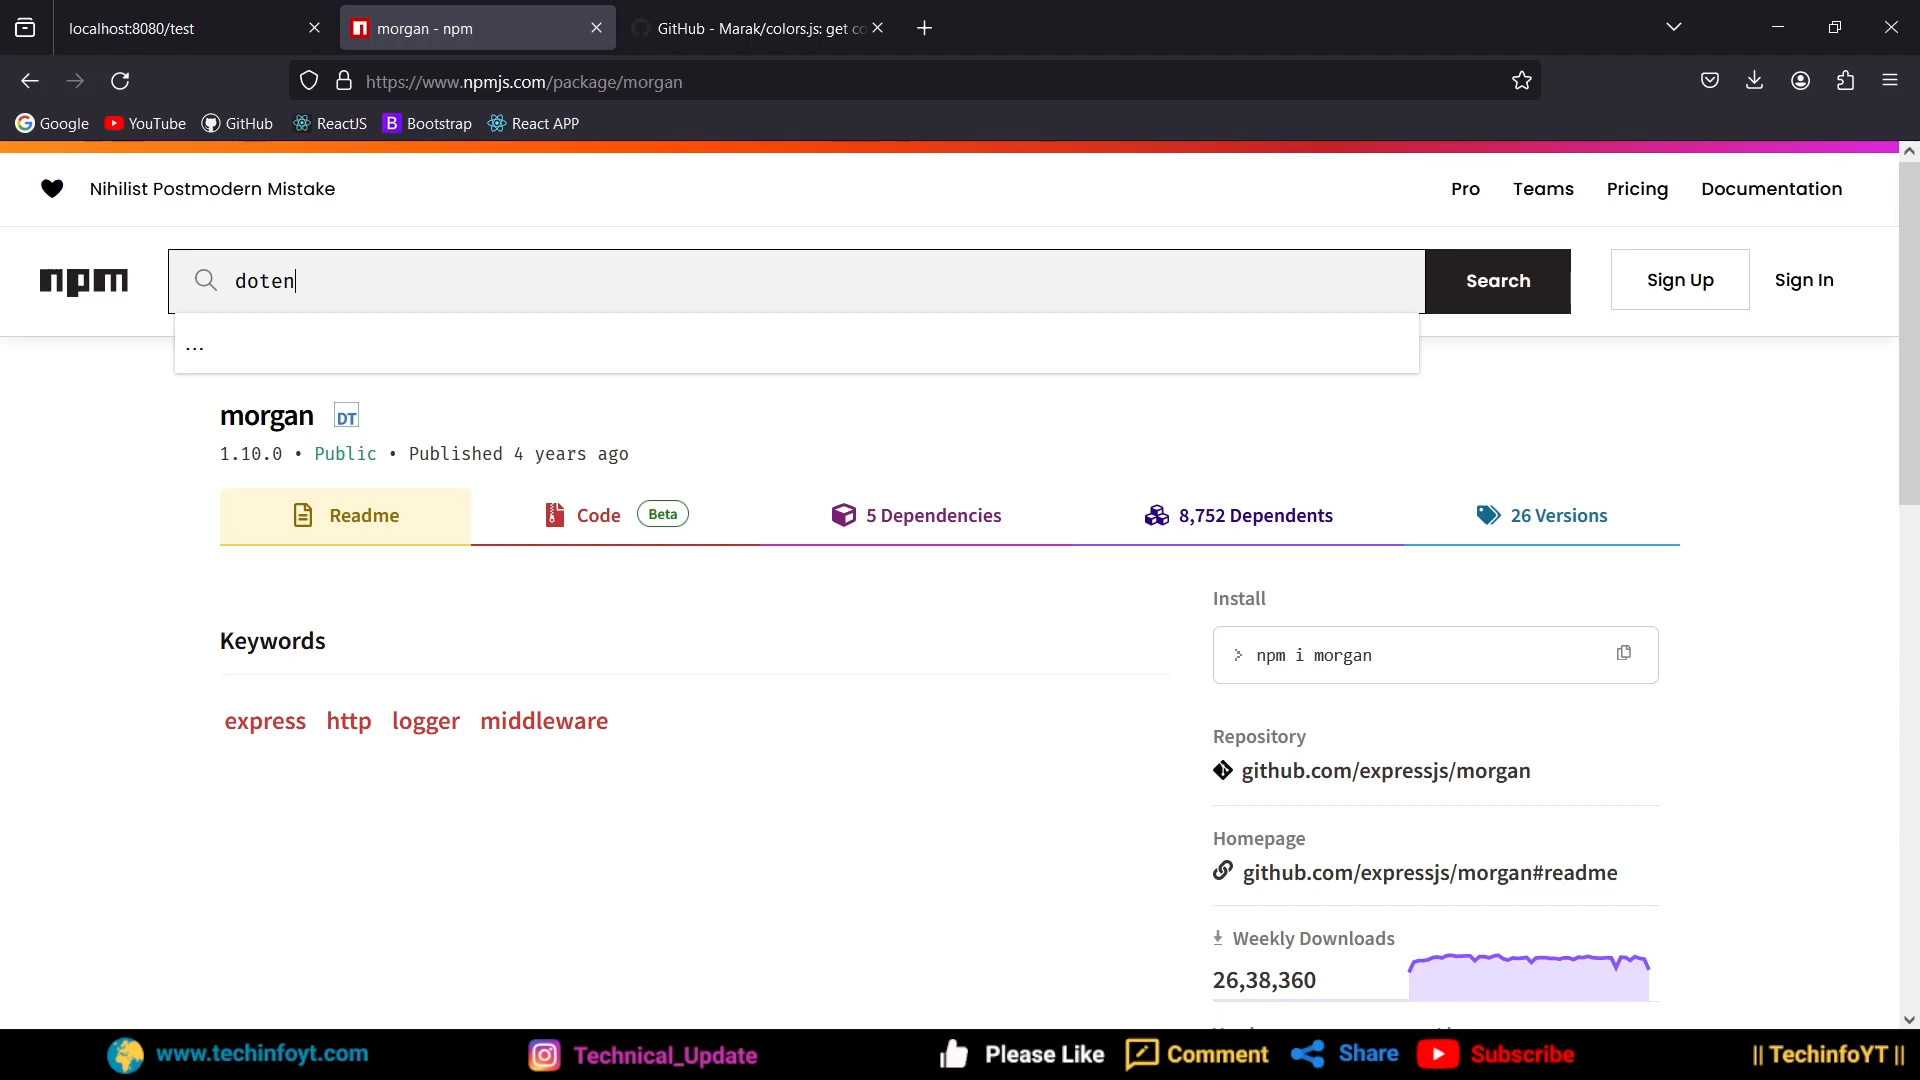 localhost:8080/test
morgan - npm
GitHub - Marak/colors.js: get co
https://www.npmjs.com/package/morgan
Google YouTube GitHub ReactJS Bootstrap React APP
Nihilist Postmodern Mistake
Pro Teams Pricing Documentation
npm
doten
Search
Sign Up
Sign In
...
morgan DT
1.10.0 • Public • Published 4 years ago
Readme
Code Beta
5 Dependencies
8,752 Dependents
26 Versions
Keywords
express http logger middleware
Install
> npm i morgan
Repository
github.com/expressjs/morgan
Homepage
github.com/expressjs/morgan#readme
Weekly Downloads
26,38,360
www.techinfoyt.com
Technical_Update
Please Like
Comment
Share
Subscribe
|| TechinfoYT ||